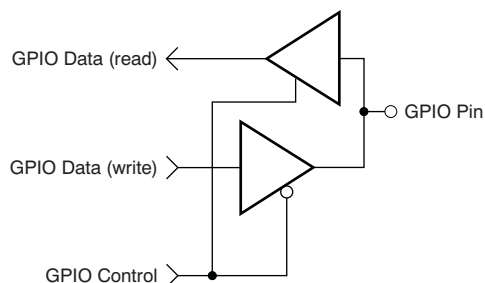 GPIO Data (read)
GPIO Pin
GPIO Data (write)
GPIO Control